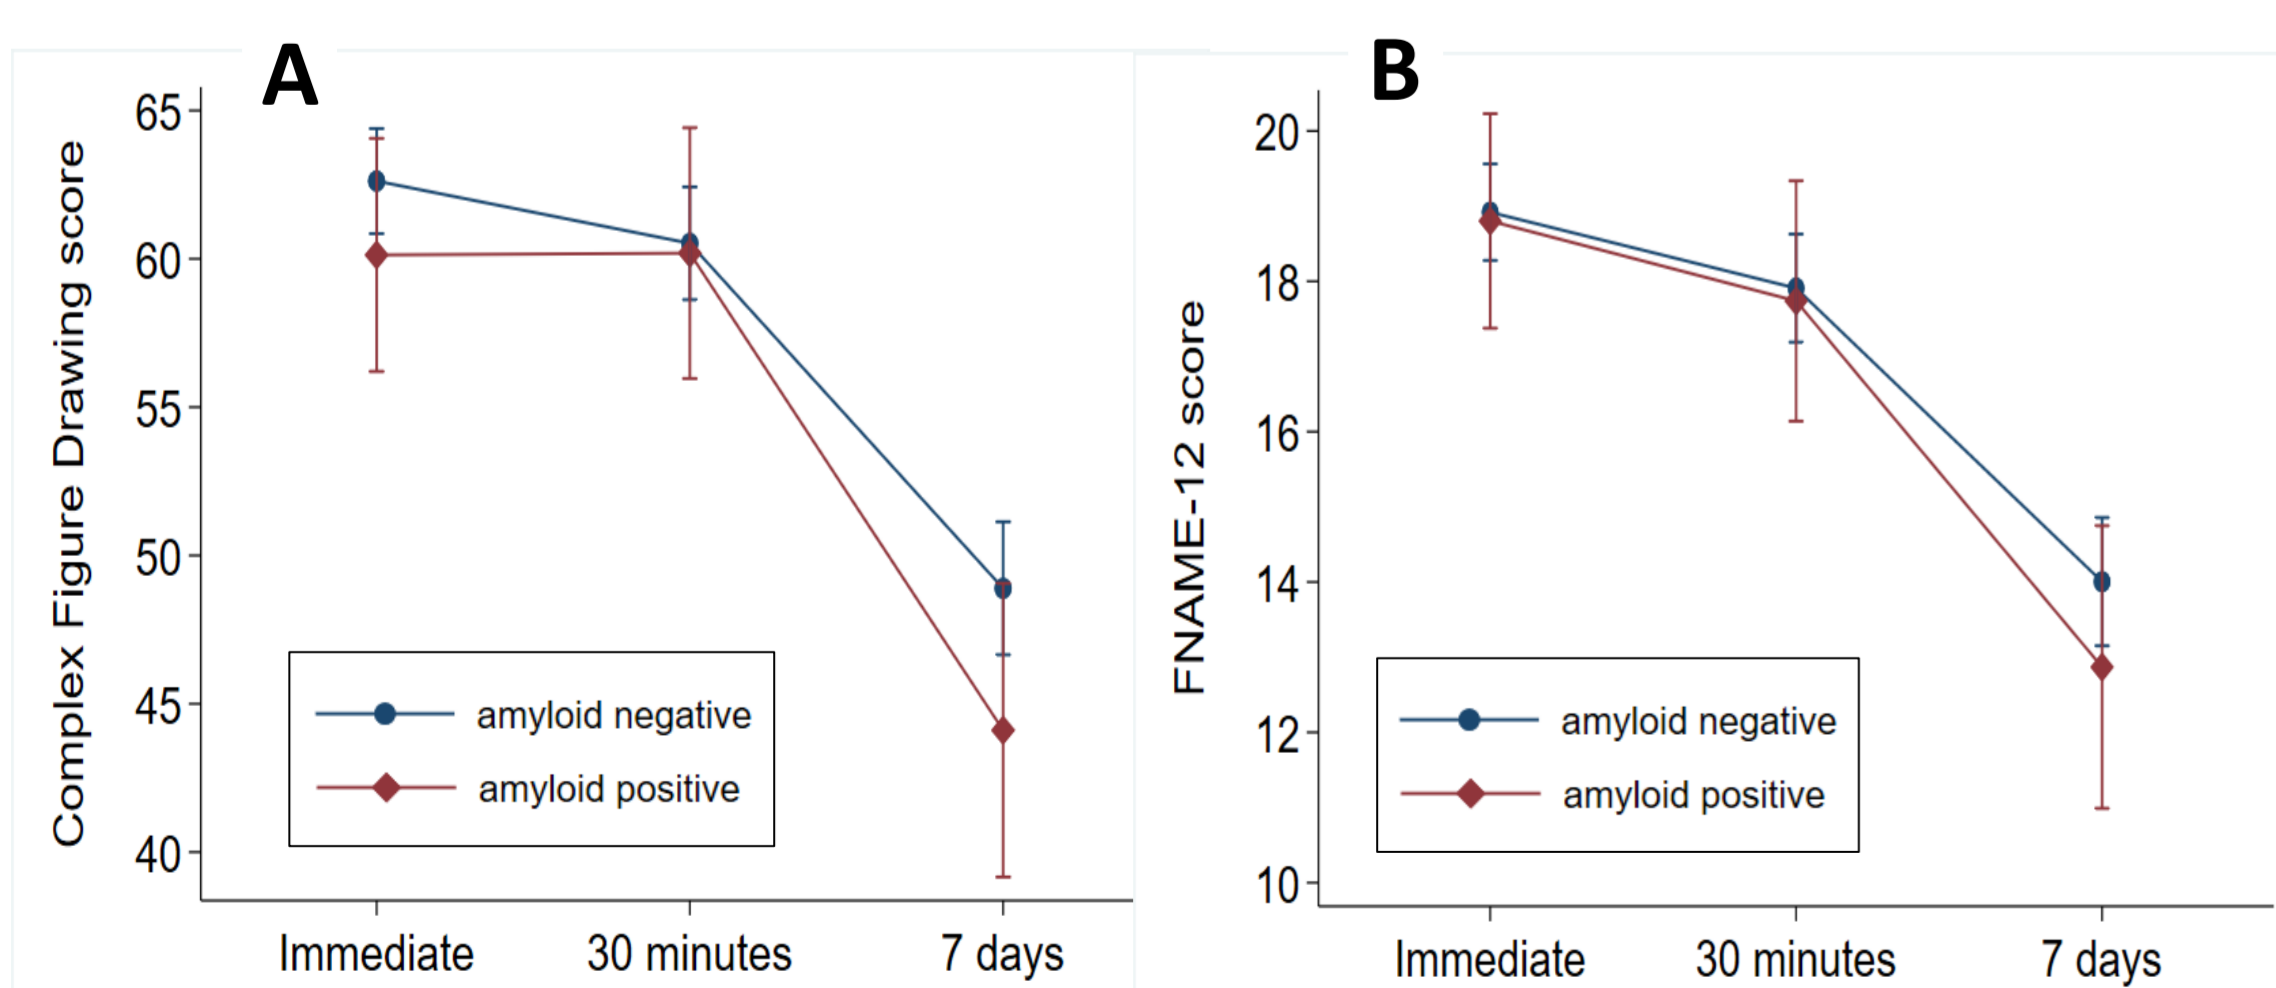 A
Complex Figure Drawing score
65
60
55
50
45
40
amyloid negative
amyloid positive
Immediate 30 minutes 7 days
B
FNAME-12 score
20
18
16
14
12
10
amyloid negative
amyloid positive
Immediate 30 minutes 7 days